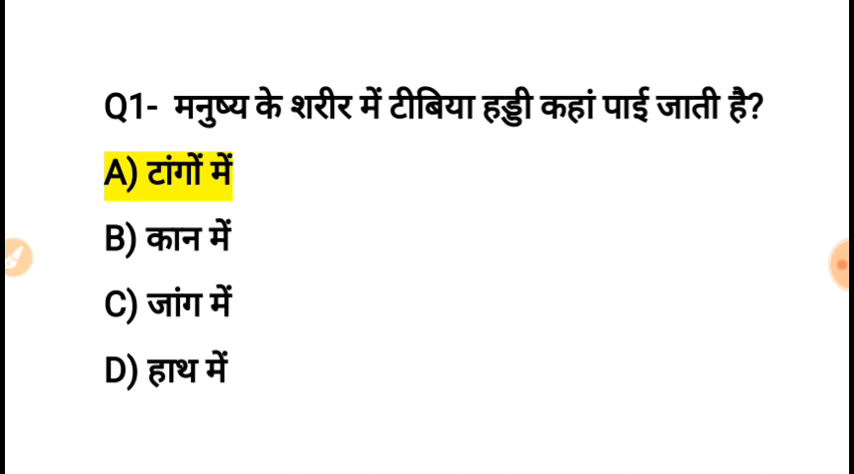 Q1- मनुष्य के शरीर में टीबिया हड्डी कहां पाई जाती है?
A) टांगों में
B) कान में
C) जांग में
D) हाथ में